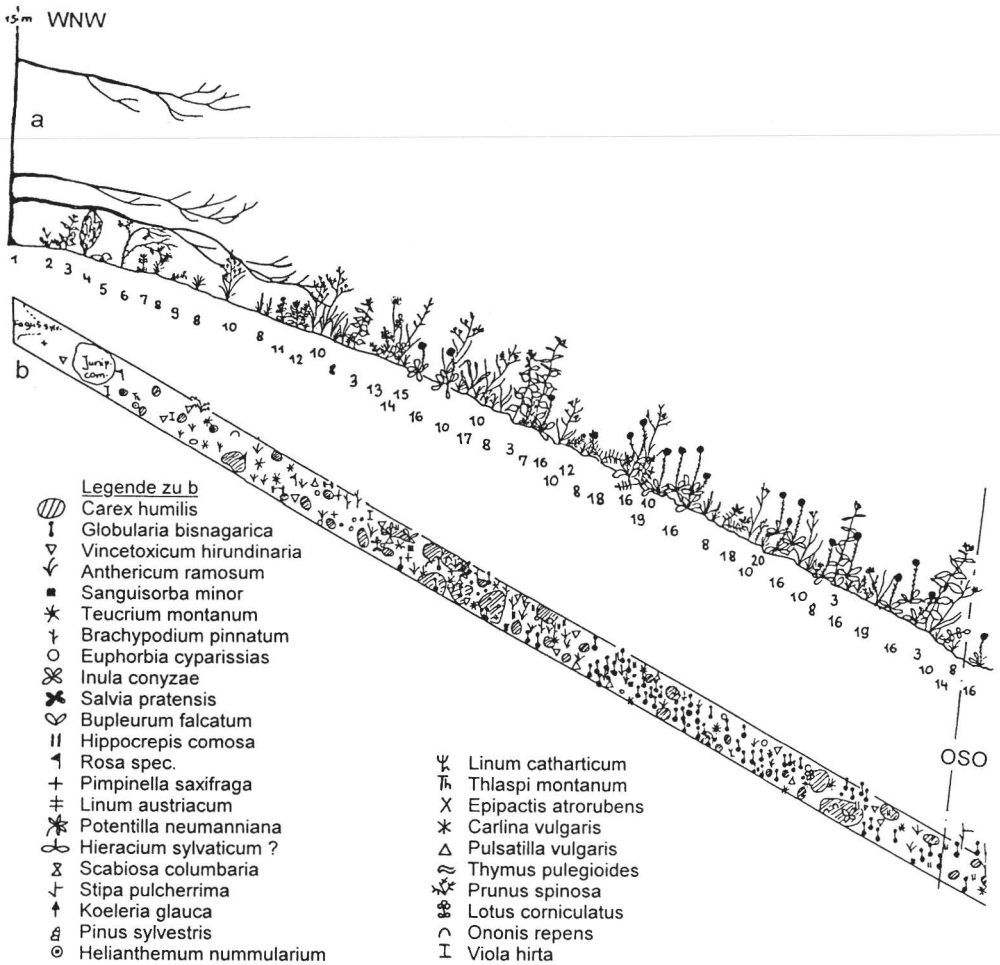 15 m WNW
a
1 2 3 4 5 6 7 8 9 8 10 8 11 12 10 8 3 13 14 15 16 10 17 10 8 3 7 16 10 12 8 18 16 19 10 16 8 18 10 20 16 10 8 3 16 19 16 3 10 14 8 16
b
Fagus syl.
Junip. com.
OSO
Legende zu b
Carex humilis
Globularia bisnagarica
Vincetoxicum hirundinaria
Anthericum ramosum
Sanguisorba minor
Teucrium montanum
Brachypodium pinnatum
Euphorbia cyparissias
Inula conyzae
Salvia pratensis
Bupleurum falcatum
Hippocrepis comosa
Rosa spec.
Pimpinella saxifraga
Linum austriacum
Potentilla neumanniana
Hieracium sylvaticum ?
Scabiosa columbaria
Stipa pulcherrima
Koeleria glauca
Pinus sylvestris
Helianthemum nummularium
Linum catharticum
Thlaspi montanum
Epipactis atrorubens
Carlina vulgaris
Pulsatilla vulgaris
Thymus pulegioides
Prunus spinosa
Lotus corniculatus
Ononis repens
Viola hirta